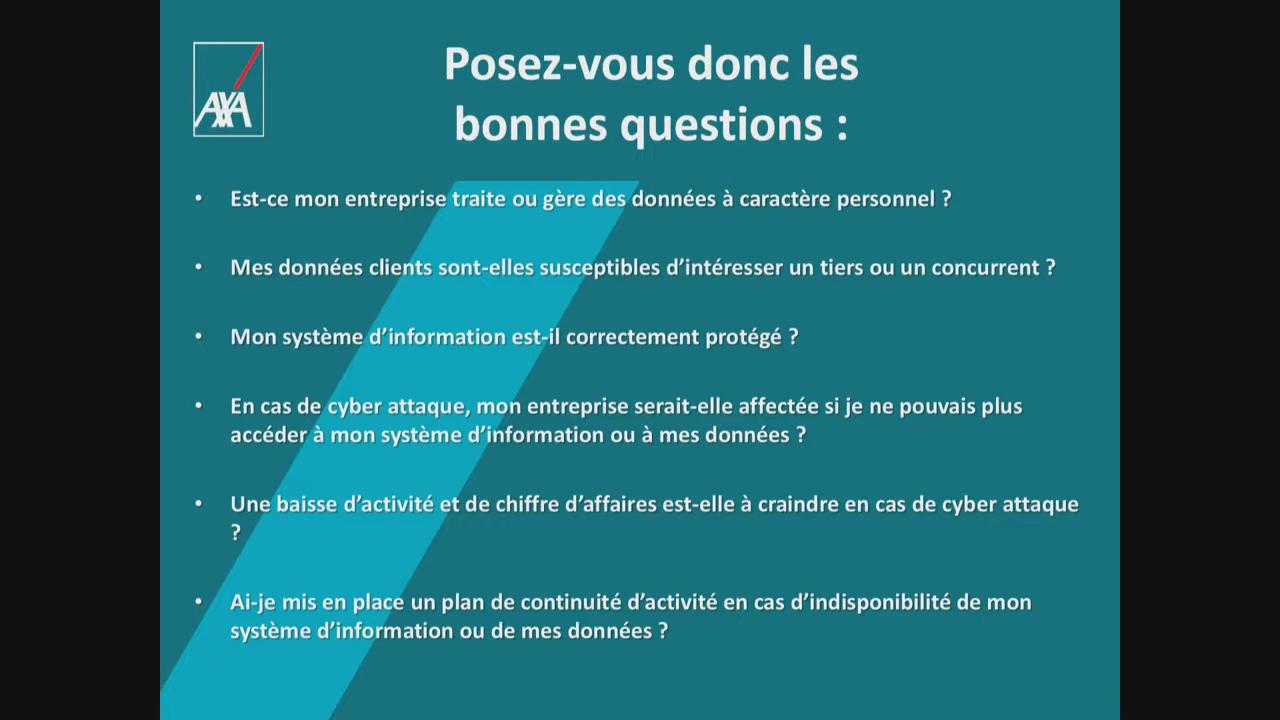 AXA
Posez-vous donc les
bonnes questions :
• Est-ce mon entreprise traite ou gère des données à caractère personnel ?
• Mes données clients sont-elles susceptibles d’intéresser un tiers ou un concurrent ?
• Mon système d’information est-il correctement protégé ?
• En cas de cyber attaque, mon entreprise serait-elle affectée si je ne pouvais plus
accéder à mon système d’information ou à mes données ?
• Une baisse d’activité et de chiffre d’affaires est-elle à craindre en cas de cyber attaque
?
• Ai-je mis en place un plan de continuité d’activité en cas d’indisponibilité de mon
système d’information ou de mes données ?